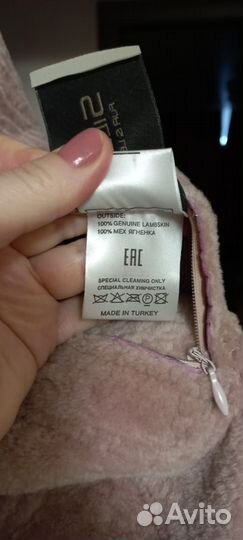 OUTSIDE:
100% GENUINE LAMBSKIN
100% МЕХ ЯГНЕНКА
EAC
SPECIAL CLEANING ONLY
СПЕЦИАЛЬНАЯ ХИМЧИСТКА
MADE IN TURKEY
Avito